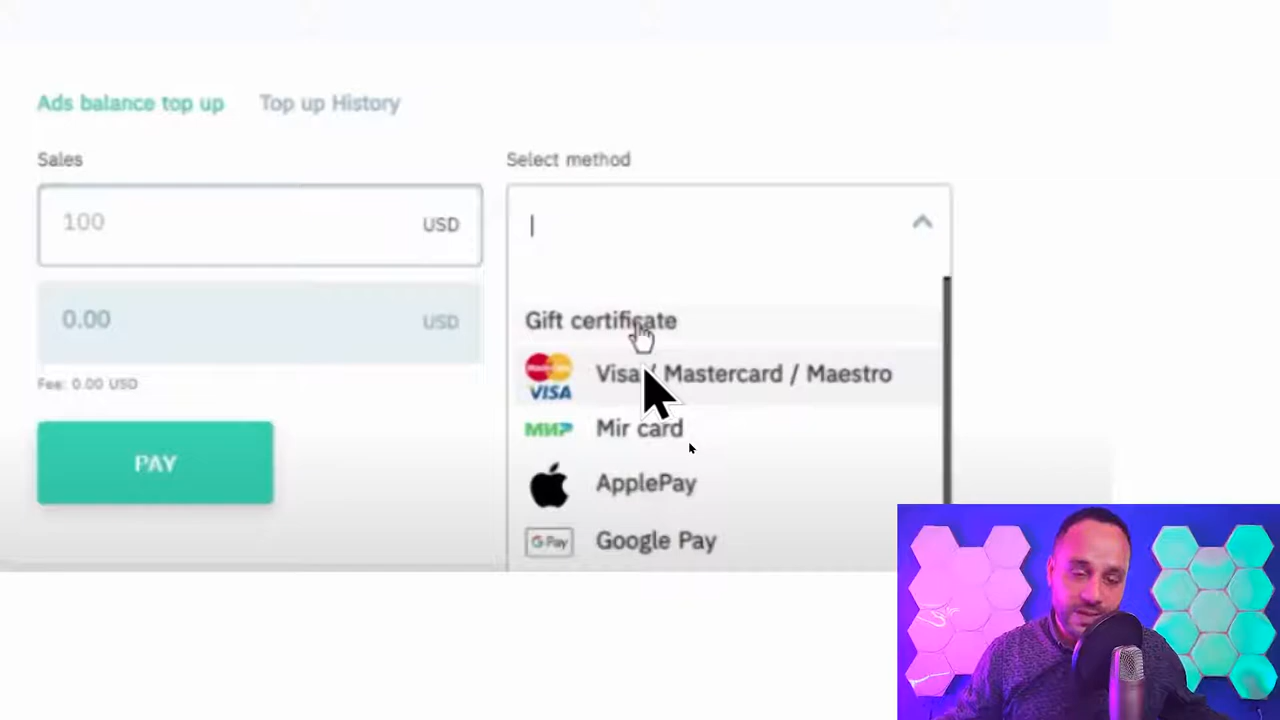 Ads balance top up
Top up History
Sales
Select method
100 USD
0.00 USD
Fee: 0.00 USD
PAY
Gift certificate
VISA Visa / Mastercard / Maestro
МИР Mir card
ApplePay
G Pay Google Pay